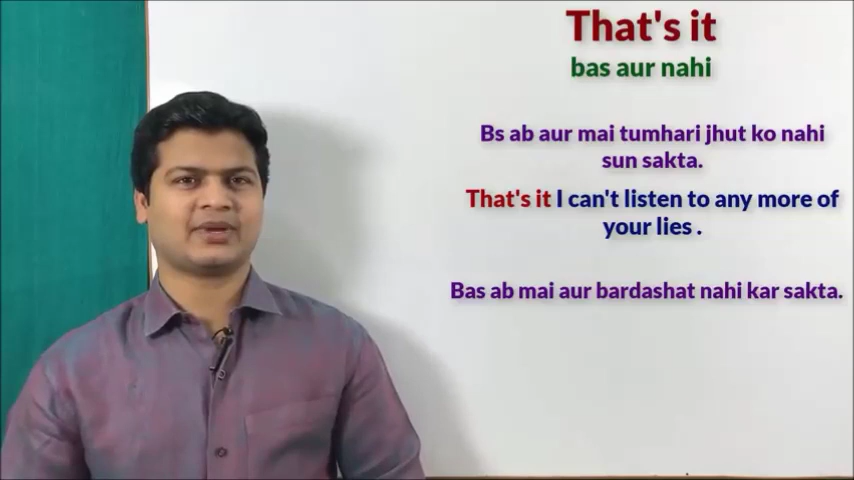 That's it
bas aur nahi
Bs ab aur mai tumhari jhut ko nahi
sun sakta.
That's it I can't listen to any more of
your lies .
Bas ab mai aur bardashat nahi kar sakta.